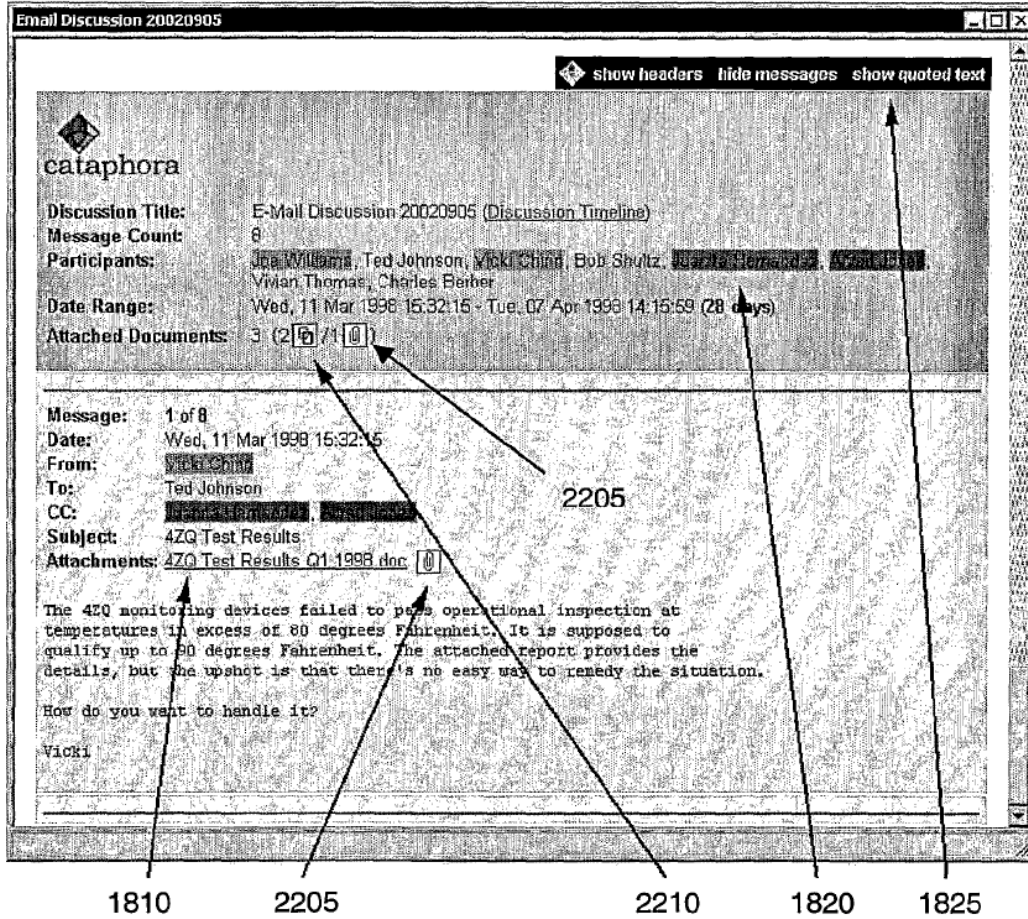 Email Discussion 20020905
show headers hide messages show quoted text
cataphora
Discussion Title: E-Mail Discussion 20020905 (Discussion Timeline)
Message Count: 8
Participants: Joe Williams, Ted Johnson, Vicki Ching, Bob Shultz, Juanita Hernandez,
Vivian Thomas, Charles Berber
Date Range: Wed, 11 Mar 1998 15:32:15 - Tue, 07 Apr 1998 14:15:59 (28 days)
Attached Documents: 3 (2 /1 )
Message: 1 of 8
Date: Wed, 11 Mar 1998 15:32:15
From: Vicki Ching
To: Ted Johnson
CC:
Subject: 4ZQ Test Results
Attachments: 4ZQ Test Results Q1 1998 doc
The 4ZQ monitoring devices failed to pass operational inspection at
temperatures in excess of 80 degrees Fahrenheit. It is supposed to
qualify up to 90 degrees Fahrenheit. The attached report provides the
details, but the upshot is that there's no easy way to remedy the situation.
How do you want to handle it?
Vicki
2205
1810 2205 2210 1820 1825